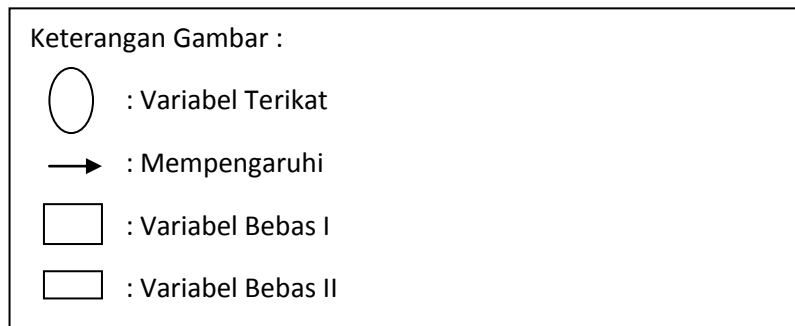 Keterangan Gambar :
: Variabel Terikat
: Mempengaruhi
: Variabel Bebas I
: Variabel Bebas II